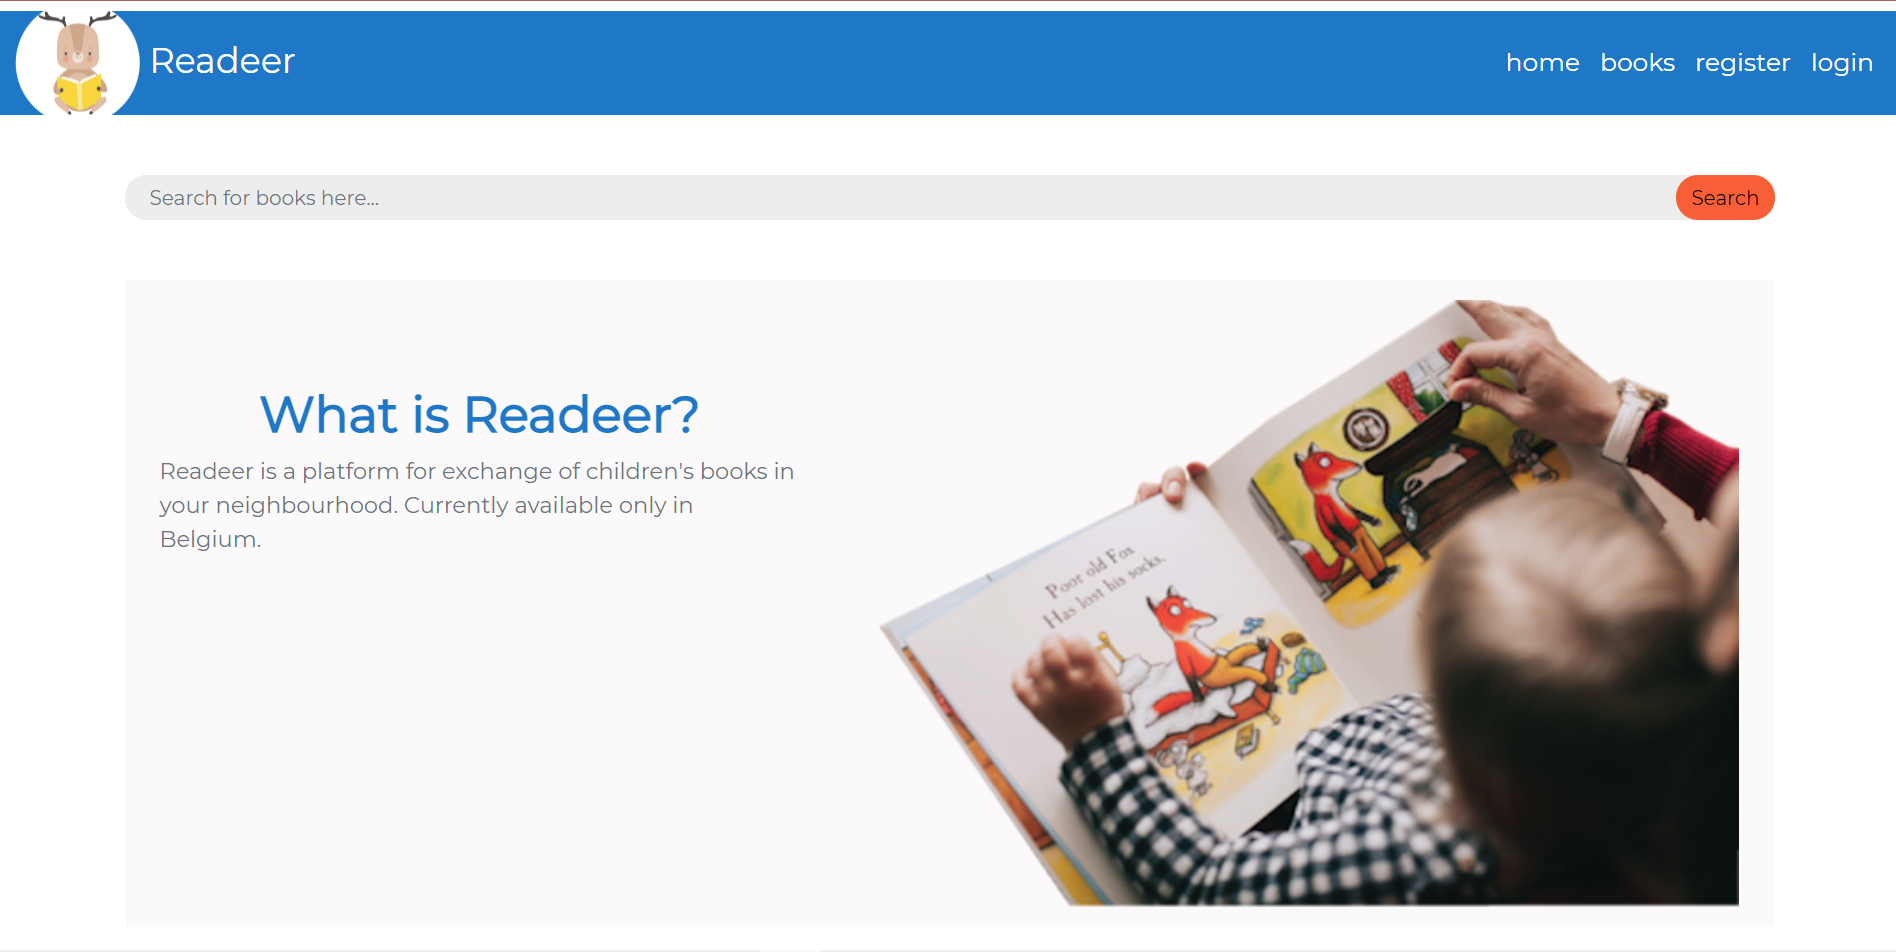 Readeer
home books register login
Search for books here...
Search
What is Readeer?
Readeer is a platform for exchange of children's books in
your neighbourhood. Currently available only in
Belgium.
Poor old Fox
Has lost his socks.